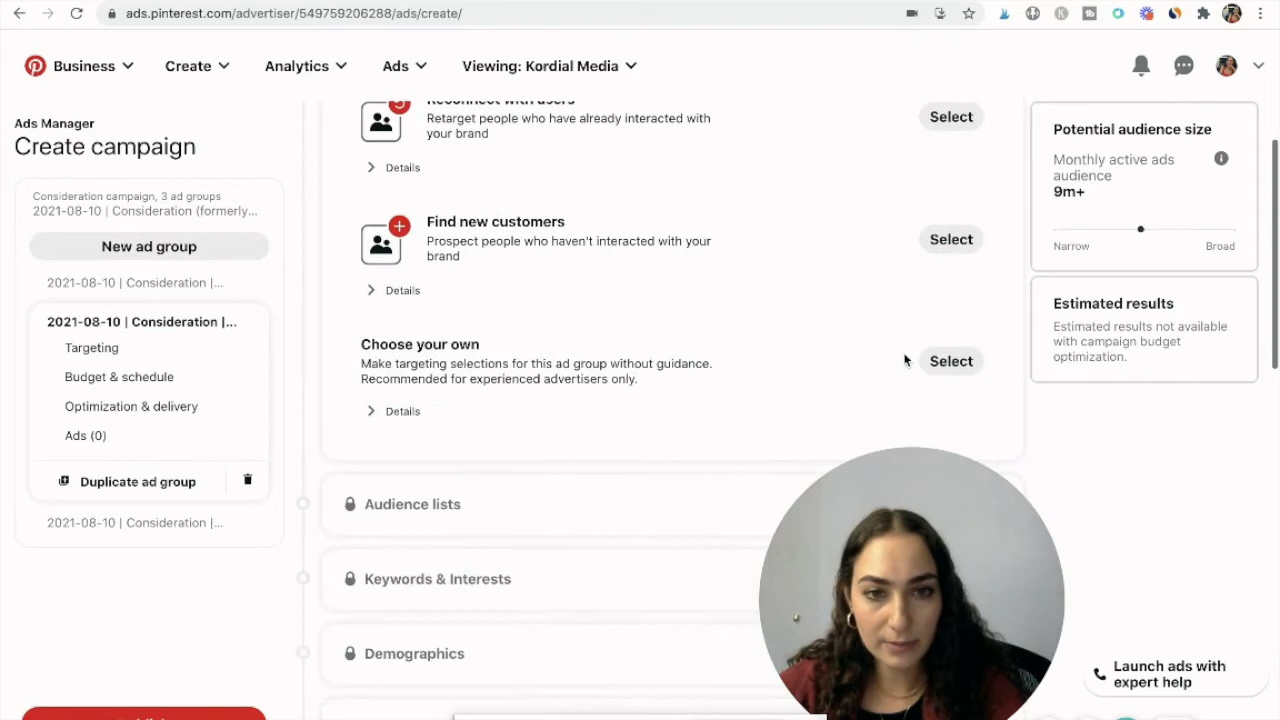 ads.pinterest.com/advertiser/549759206288/ads/create/
Business
Create
Analytics
Ads
Viewing: Kordial Media
Ads Manager
Create campaign
Consideration campaign, 3 ad groups
2021-08-10 | Consideration (formerly...
New ad group
2021-08-10 | Consideration |...
2021-08-10 | Consideration |...
Targeting
Budget & schedule
Optimization & delivery
Ads (0)
Duplicate ad group
2021-08-10 | Consideration |...
Reconnect with users
Retarget people who have already interacted with
your brand
Select
Details
Find new customers
Prospect people who haven't interacted with your
brand
Select
Details
Choose your own
Make targeting selections for this ad group without guidance.
Recommended for experienced advertisers only.
Select
Details
Audience lists
Keywords & Interests
Demographics
Potential audience size
Monthly active ads
audience
9m+
Narrow
Broad
Estimated results
Estimated results not available
with campaign budget
optimization.
Launch ads with
expert help